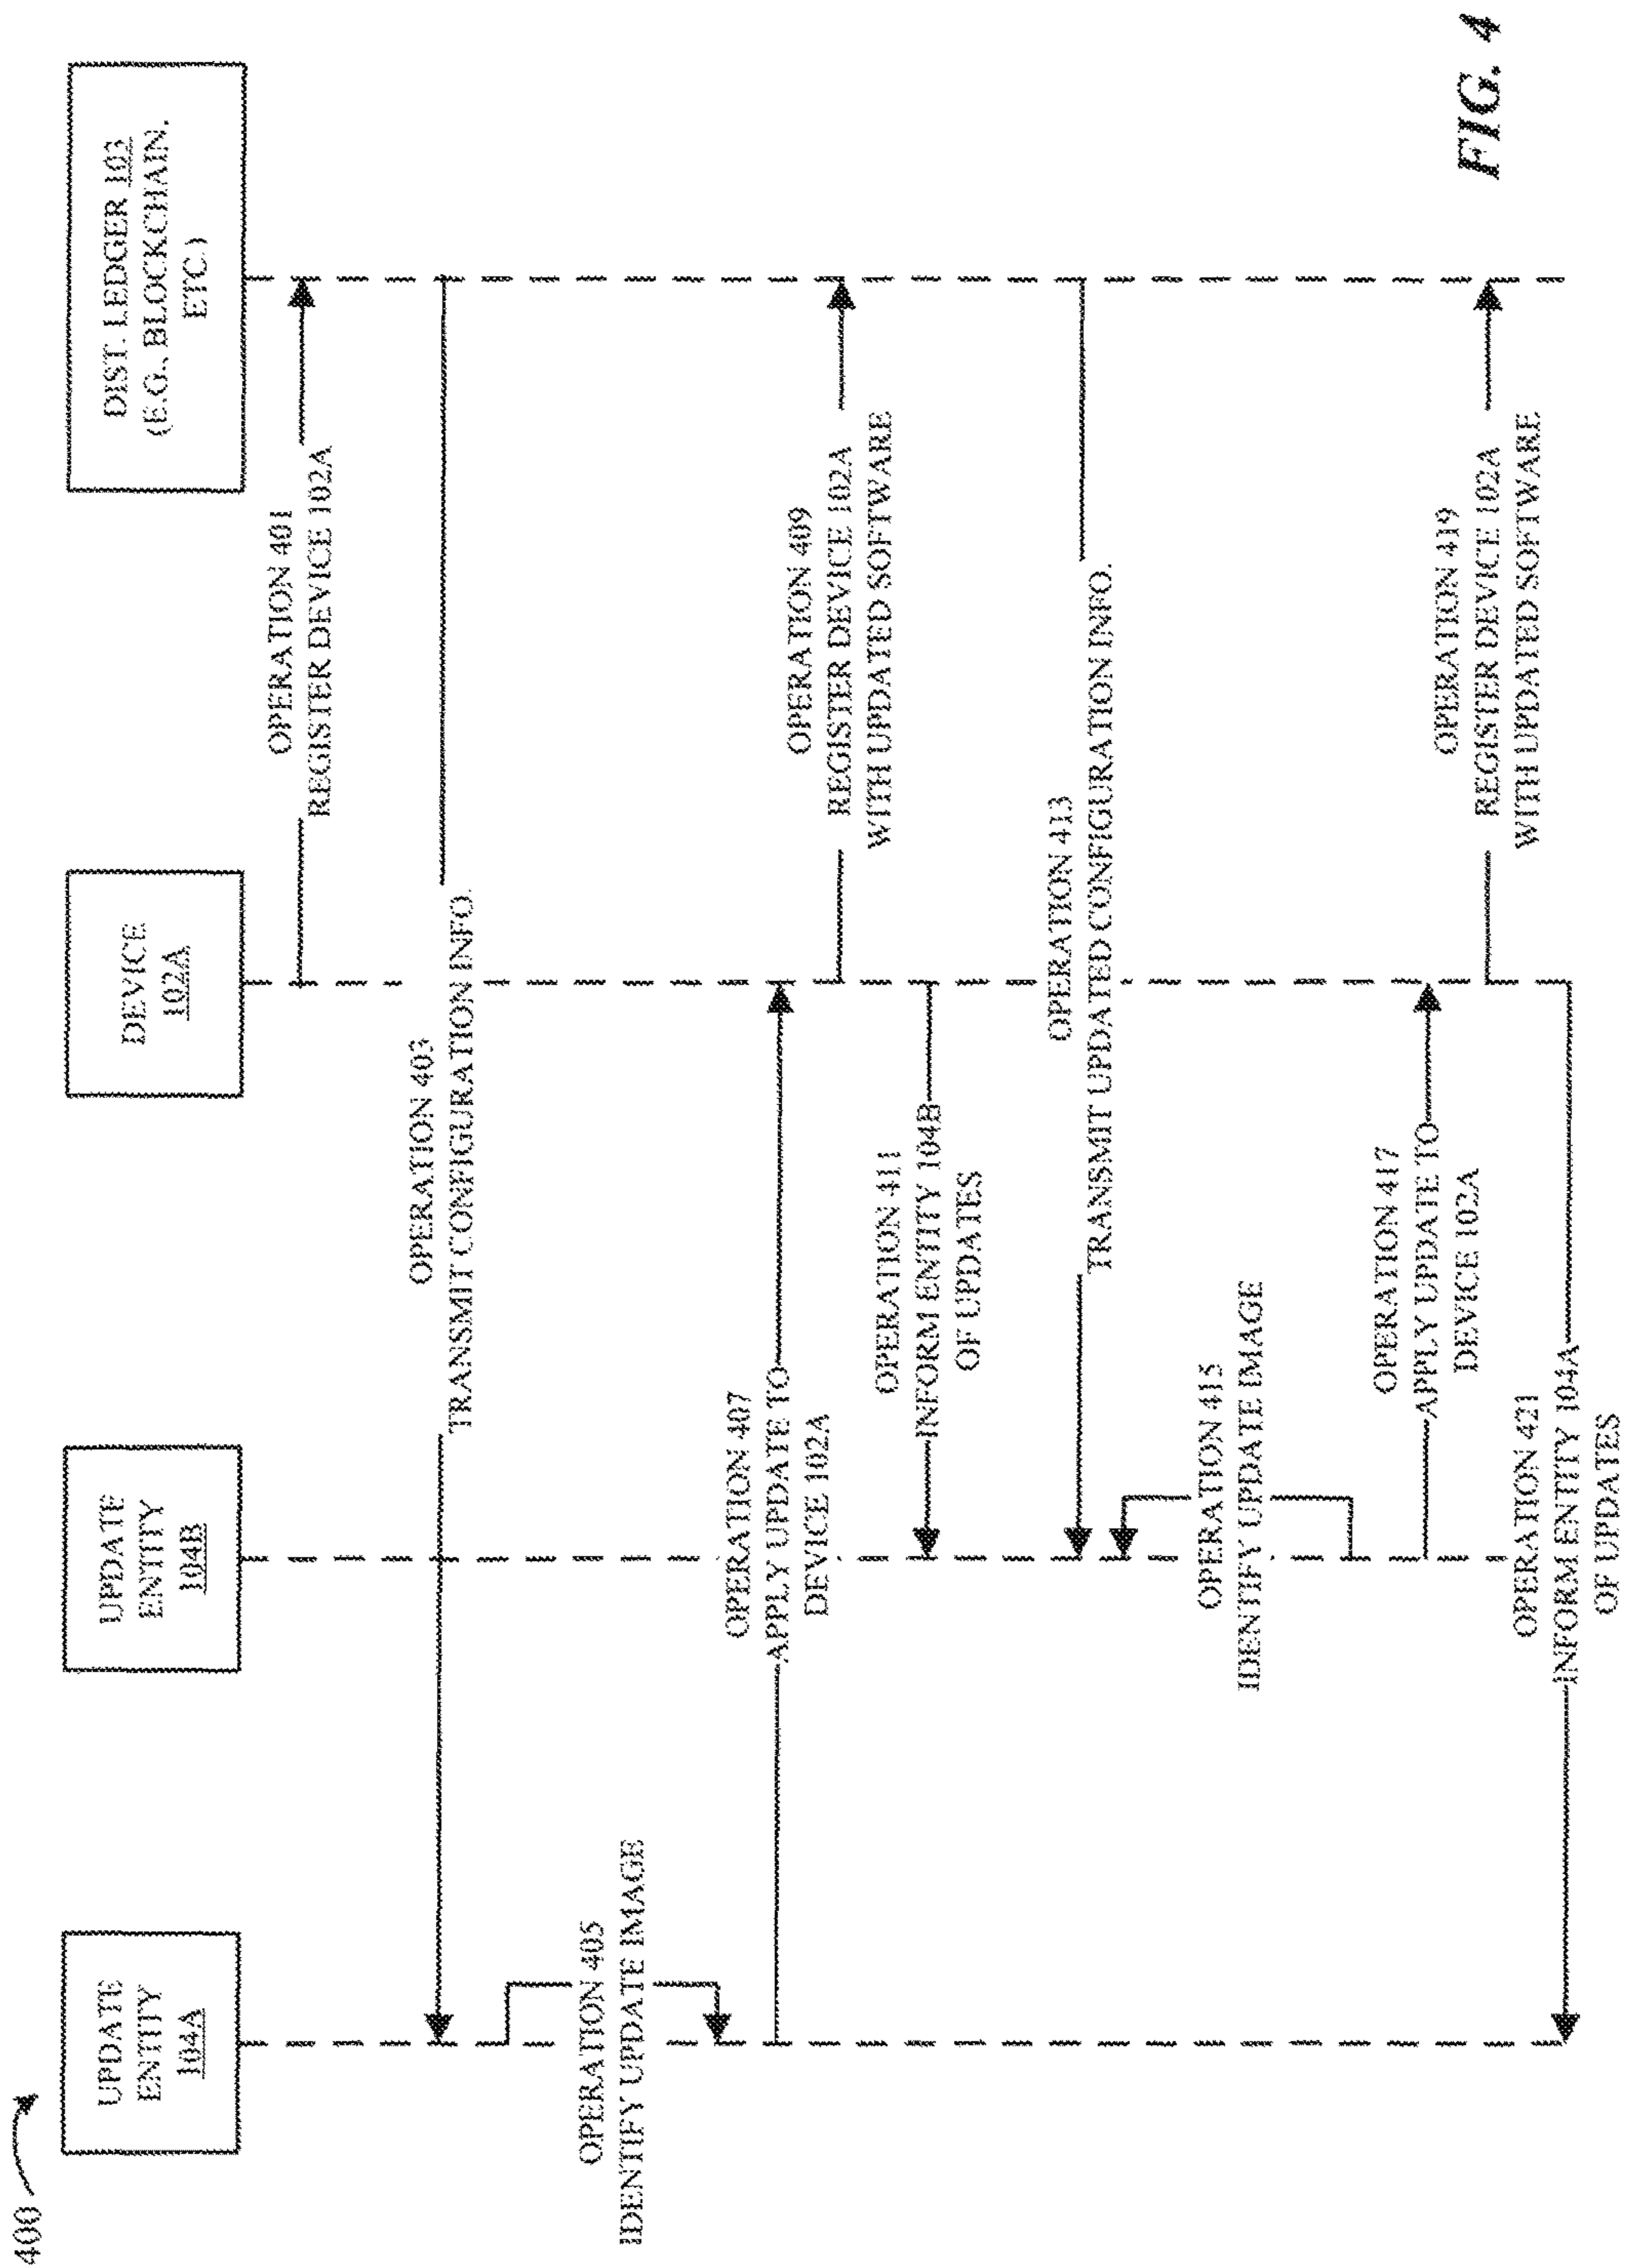 400
UPDATE
ENTITY
104A
UPDATE
ENTITY
104B
DEVICE
102A
DIST. LEDGER 103
(E.G., BLOCKCHAIN,
ETC.)
OPERATION 401
REGISTER DEVICE 102A
OPERATION 403
TRANSMIT CONFIGURATION INFO.
OPERATION 405
IDENTIFY UPDATE IMAGE
OPERATION 407
APPLY UPDATE TO
DEVICE 102A
OPERATION 409
REGISTER DEVICE 102A
WITH UPDATED SOFTWARE
OPERATION 411
INFORM ENTITY 104B
OF UPDATES
OPERATION 413
TRANSMIT UPDATED CONFIGURATION INFO.
OPERATION 415
IDENTIFY UPDATE IMAGE
OPERATION 417
APPLY UPDATE TO
DEVICE 102A
OPERATION 419
REGISTER DEVICE 102A
WITH UPDATED SOFTWARE
OPERATION 421
INFORM ENTITY 104A
OF UPDATES
FIG. 4